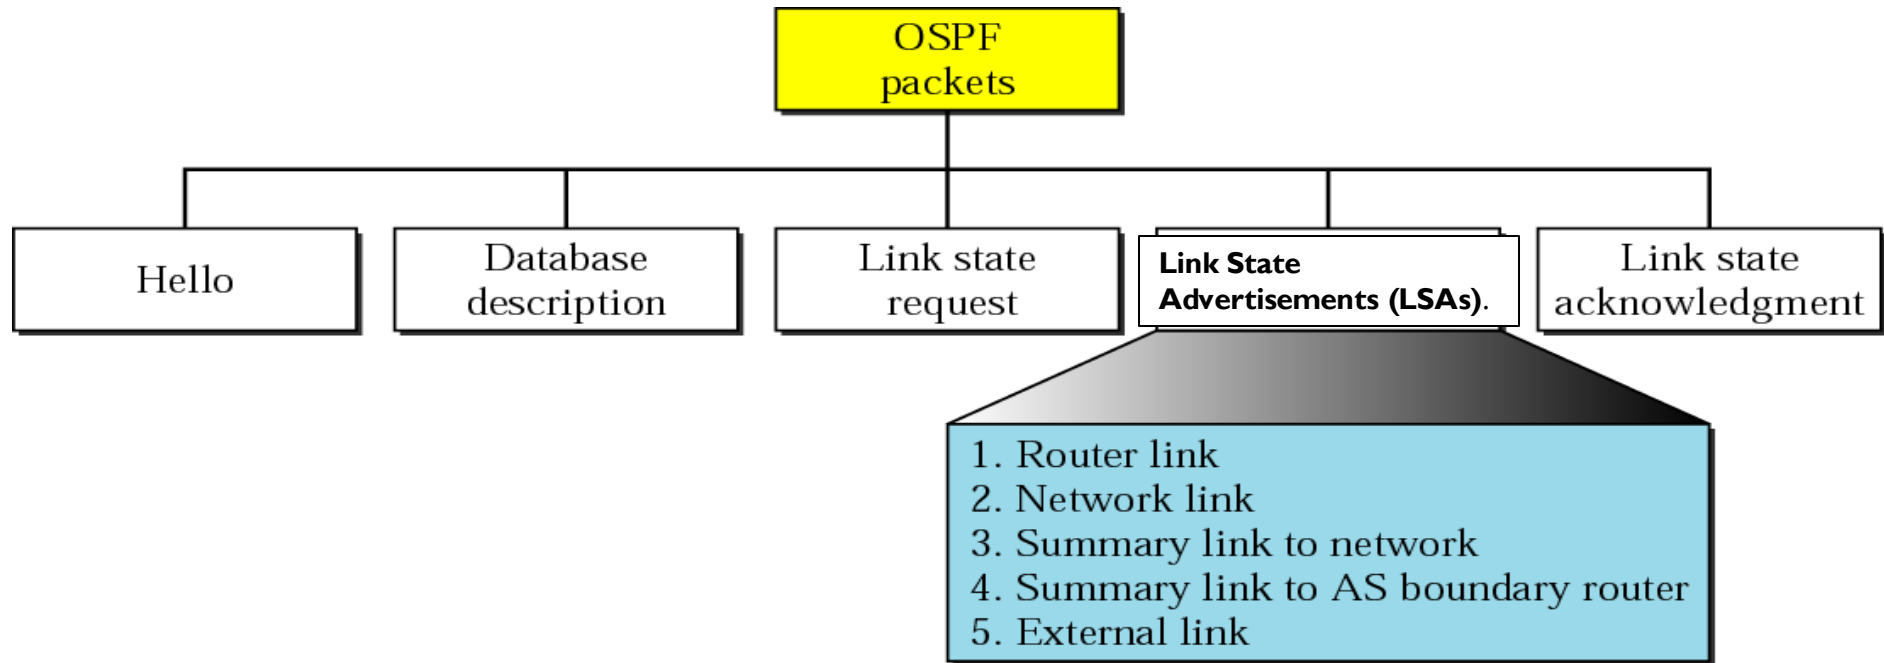 OSPF
packets
Hello
Database
description
Link state
request
Link State
Advertisements (LSAs).
Link state
acknowledgment
1. Router link
2. Network link
3. Summary link to network
4. Summary link to AS boundary router
5. External link